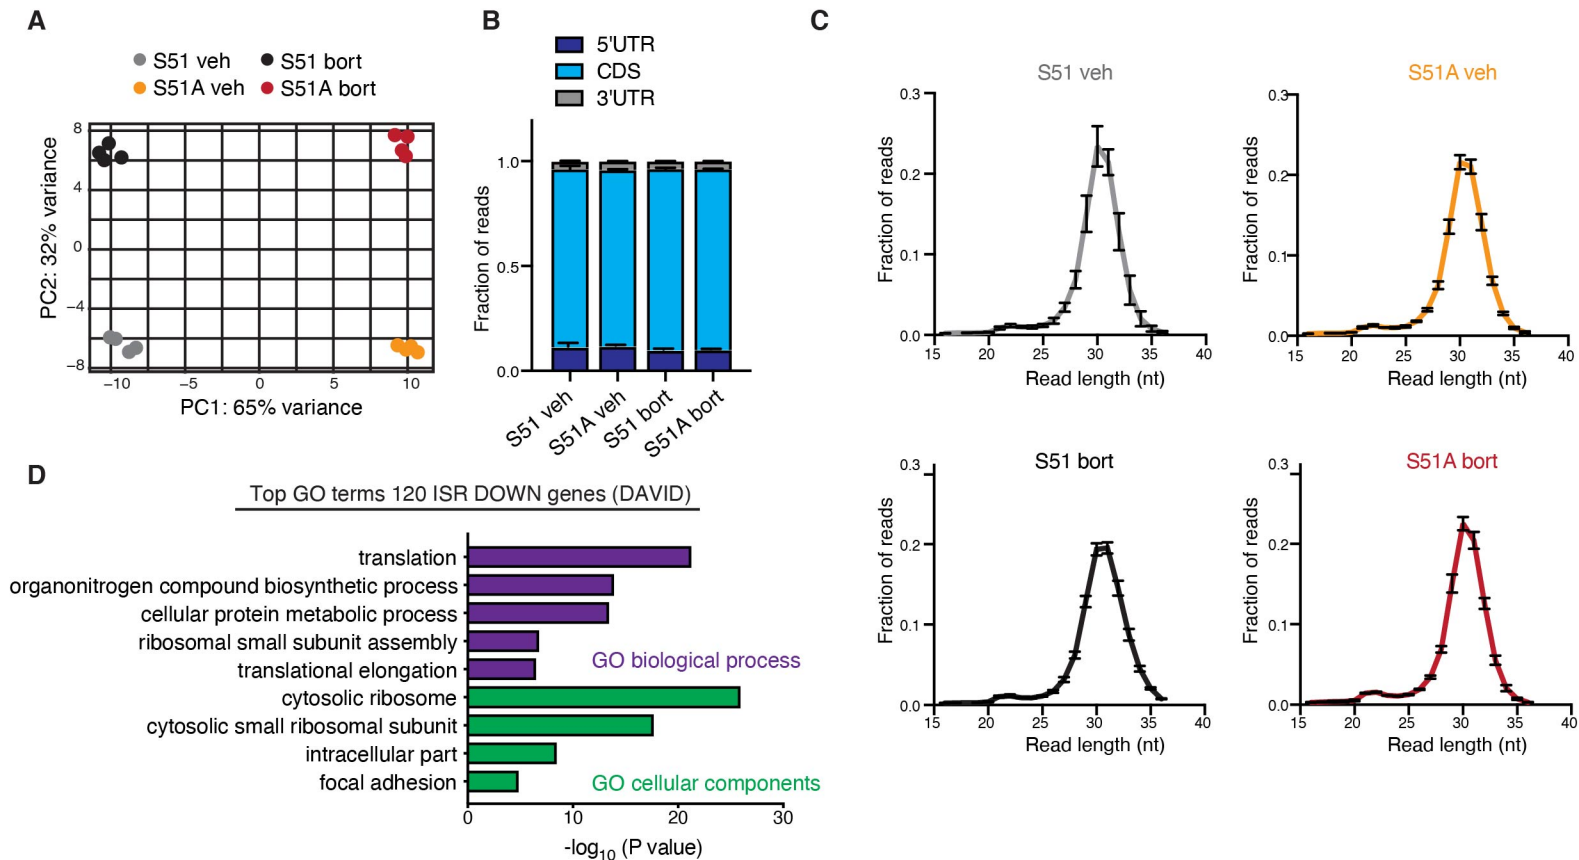 A
S51 veh
S51 bort
S51A veh
S51A bort
PC2: 32% variance
8
4
0
−4
−8
−10
−5
0
5
10
PC1: 65% variance
B
5'UTR
CDS
3'UTR
Fraction of reads
1.0
0.5
0.0
S51 veh
S51A veh
S51 bort
S51A bort
C
S51 veh
Fraction of reads
0.3
0.2
0.1
0.0
15 20 25 30 35 40
Read length (nt)
S51A veh
Fraction of reads
0.3
0.2
0.1
0.0
15 20 25 30 35 40
Read length (nt)
S51 bort
Fraction of reads
0.3
0.2
0.1
0.0
15 20 25 30 35 40
Read length (nt)
S51A bort
Fraction of reads
0.3
0.2
0.1
0.0
15 20 25 30 35 40
Read length (nt)
D
Top GO terms 120 ISR DOWN genes (DAVID)
translation
organonitrogen compound biosynthetic process
cellular protein metabolic process
ribosomal small subunit assembly
translational elongation
GO biological process
cytosolic ribosome
cytosolic small ribosomal subunit
intracellular part
focal adhesion
GO cellular components
0 10 20 30
-log10 (P value)